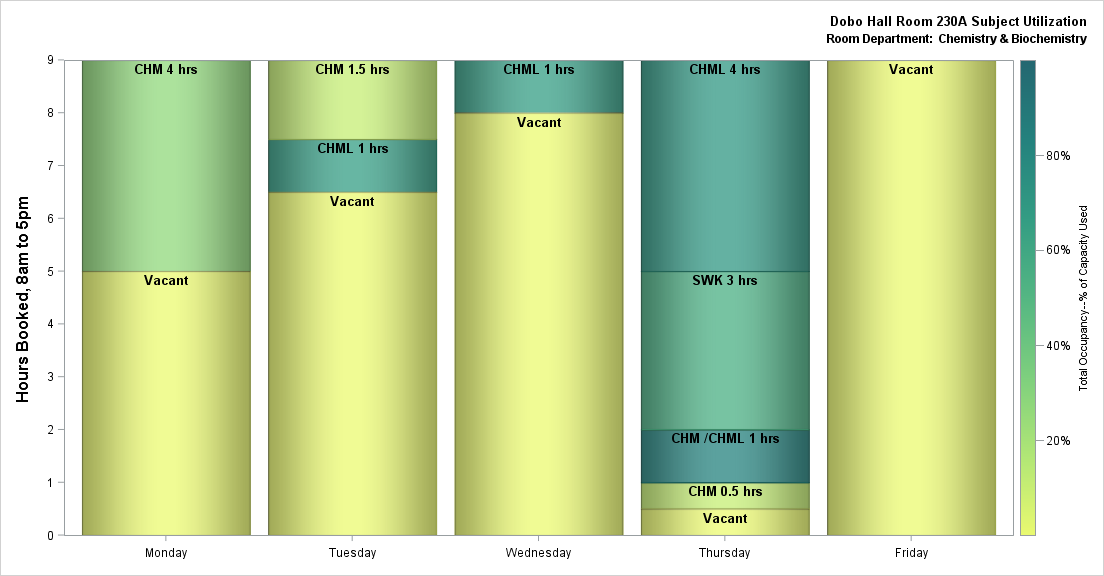 Dobo Hall Room 230A Subject Utilization
Room Department:  Chemistry & Biochemistry
Hours Booked, 8am to 5pm
9
8
7
6
5
4
3
2
1
0
CHM 4 hrs
Vacant
CHM 1.5 hrs
CHML 1 hrs
Vacant
CHML 1 hrs
Vacant
CHML 4 hrs
SWK 3 hrs
CHM /CHML 1 hrs
CHM 0.5 hrs
Vacant
Vacant
Monday
Tuesday
Wednesday
Thursday
Friday
80%
60%
40%
20%
Total Occupancy--% of Capacity Used